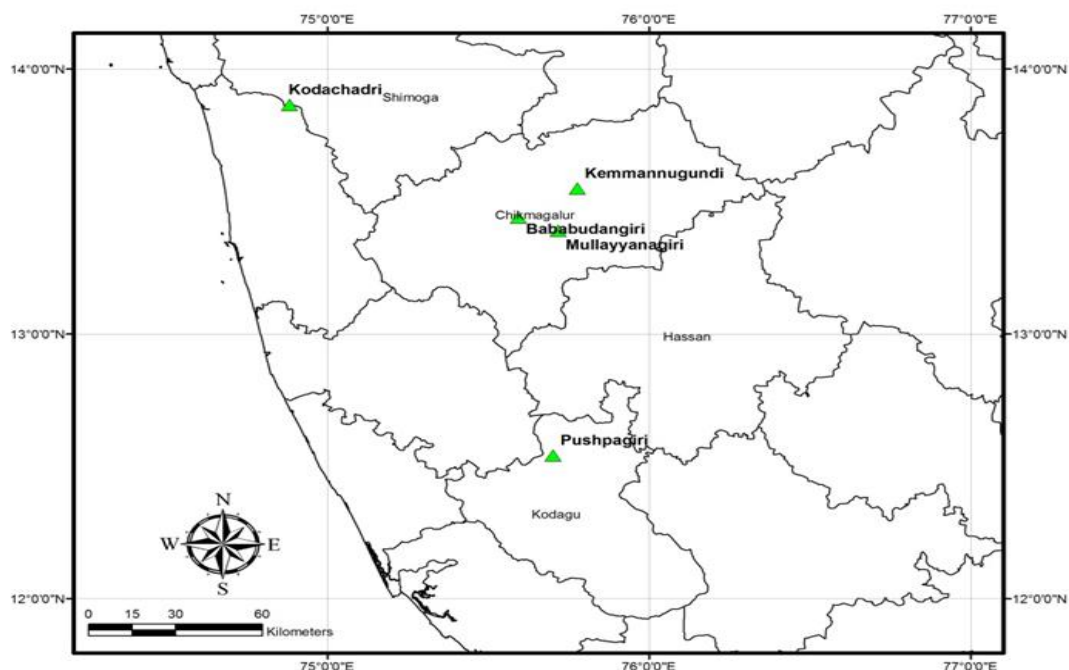 75°0'0"E 76°0'0"E 77°0'0"E
14°0'0"N 14°0'0"N
Kodachadri
Shimoga
Kemmannugundi
Chikmagalur
Bababudangiri
Mullayyanagiri
13°0'0"N 13°0'0"N
Hassan
Pushpagiri
Kodagu
N
W E
S
12°0'0"N 12°0'0"N
0 15 30 60
Kilometers
75°0'0"E 76°0'0"E 77°0'0"E